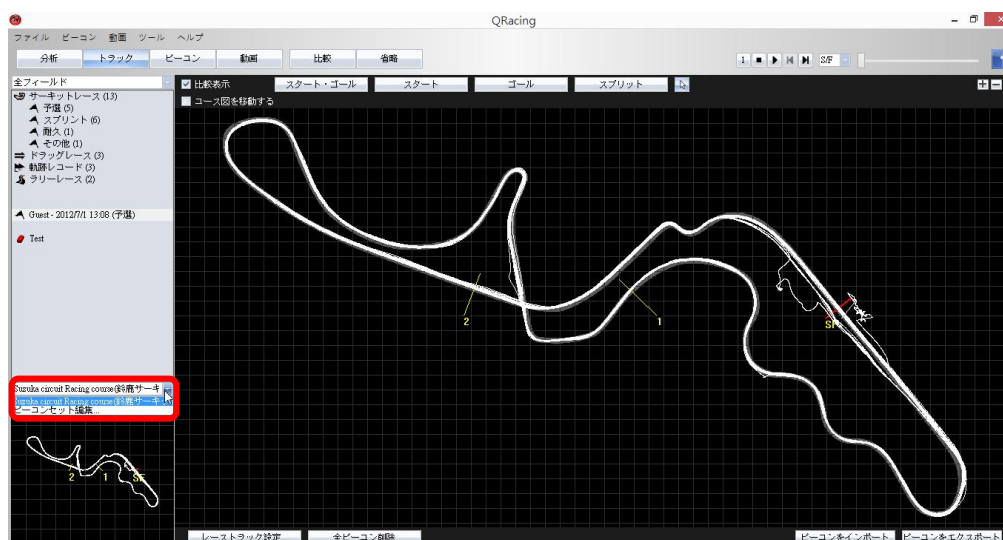 QRacing
ファイル ビーコン 動画 ツール ヘルプ
分析 トラック ビーコン 動画 比較 省略 1 S/F
全フィールド
サーキットレース (13)
予選 (5)
スプリント (6)
耐久 (1)
その他 (1)
ドラッグレース (3)
軌跡レコード (3)
ラリーレース (2)
Guest - 2012/7/1 13:08 (予選)
Test
Suzuka circuit Racing course(鈴鹿サーキ
Suzuka circuit Racing course(鈴鹿サーキ
ビーコンセット編集...
2 1 SF
比較表示 スタート・ゴール スタート ゴール スプリット
コース図を移動する
2 1 SF
レーストラック設定 全ビーコン削除 ビーコンをインポート ビーコンをエクスポート